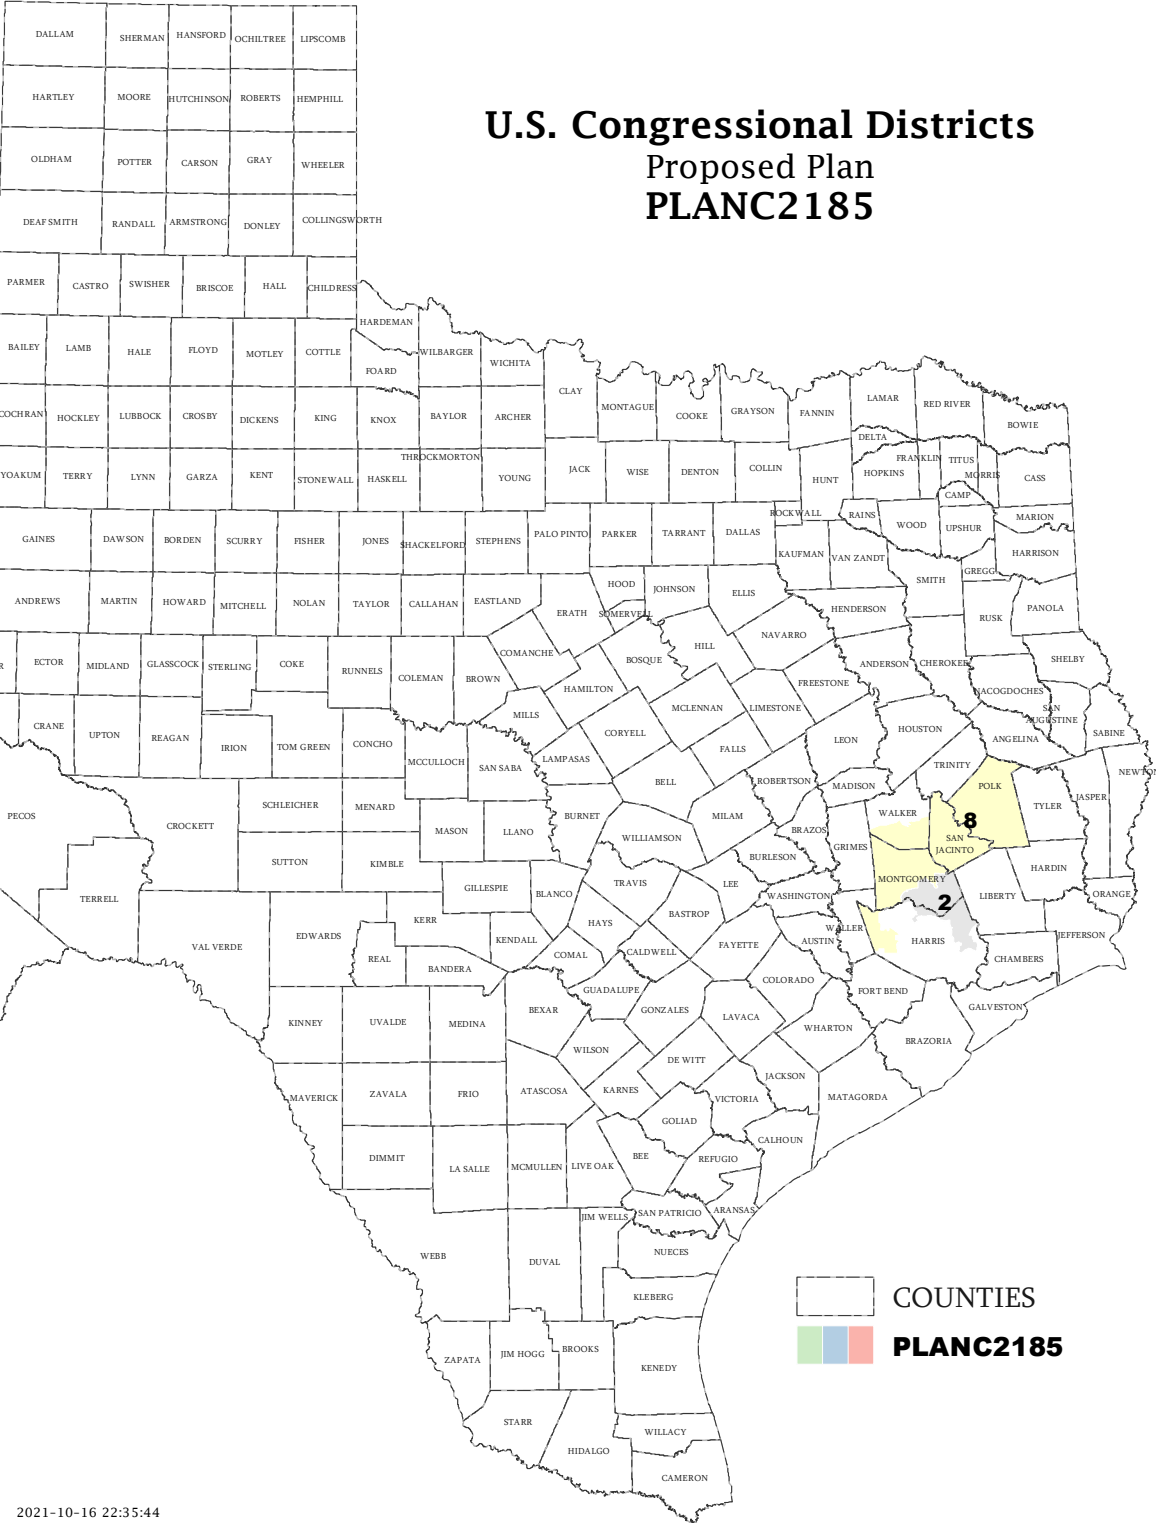 U.S. Congressional Districts
Proposed Plan
PLANC2185
DALLAM SHERMAN HANSFORD OCHILTREE LIPSCOMB
HARTLEY MOORE HUTCHINSON ROBERTS HEMPHILL
OLDHAM POTTER CARSON GRAY WHEELER
DEAF SMITH RANDALL ARMSTRONG DONLEY COLLINGSWORTH
PARMER CASTRO SWISHER BRISCOE HALL CHILDRESS
HARDEMAN
BAILEY LAMB HALE FLOYD MOTLEY COTTLE WILBARGER WICHITA
FOARD CLAY
COCHRAN HOCKLEY LUBBOCK CROSBY DICKENS KING KNOX BAYLOR ARCHER MONTAGUE COOKE GRAYSON FANNIN LAMAR RED RIVER BOWIE
DELTA
YOAKUM TERRY LYNN GARZA KENT STONEWALL HASKELL THROCKMORTON YOUNG JACK WISE DENTON COLLIN HUNT HOPKINS FRANKLIN TITUS MORRIS CASS
CAMP
ROCKWALL RAINS WOOD UPSHUR MARION
GAINES DAWSON BORDEN SCURRY FISHER JONES SHACKELFORD STEPHENS PALO PINTO PARKER TARRANT DALLAS KAUFMAN VAN ZANDT HARRISON
SMITH GREGG
ANDREWS MARTIN HOWARD MITCHELL NOLAN TAYLOR CALLAHAN EASTLAND ERATH HOOD SOMERVELL JOHNSON ELLIS HENDERSON RUSK PANOLA
NAVARRO
R ECTOR MIDLAND GLASSCOCK STERLING COKE RUNNELS COLEMAN BROWN COMANCHE BOSQUE HILL FREESTONE ANDERSON CHEROKEE SHELBY
HAMILTON NACOGDOCHES
CRANE UPTON REAGAN IRION TOM GREEN CONCHO MILLS MCLENNAN LIMESTONE SAN
AUGUSTINE
CORYELL LEON HOUSTON ANGELINA SABINE
MCCULLOCH SAN SABA LAMPASAS FALLS TRINITY NEWTON
BELL ROBERTSON MADISON POLK
PECOS CROCKETT SCHLEICHER MENARD MASON LLANO BURNET MILAM WALKER TYLER JASPER
8
SUTTON KIMBLE WILLIAMSON BRAZOS GRIMES SAN
JACINTO
BURLESON HARDIN
TERRELL GILLESPIE BLANCO TRAVIS LEE WASHINGTON MONTGOMERY LIBERTY ORANGE
2
VAL VERDE EDWARDS KERR HAYS BASTROP WALLER HARRIS JEFFERSON
REAL KENDALL COMAL CALDWELL FAYETTE AUSTIN CHAMBERS
BANDERA COLORADO
KINNEY UVALDE MEDINA BEXAR GUADALUPE GONZALES LAVACA FORT BEND GALVESTON
WILSON WHARTON BRAZORIA
DE WITT
MAVERICK ZAVALA FRIO ATASCOSA KARNES VICTORIA JACKSON MATAGORDA
GOLIAD
DIMMIT LA SALLE MCMULLEN LIVE OAK BEE REFUGIO CALHOUN
JIM WELLS SAN PATRICIO ARANSAS
WEBB DUVAL NUECES
KLEBERG
ZAPATA JIM HOGG BROOKS KENEDY
STARR HIDALGO WILLACY
CAMERON
COUNTIES
PLANC2185
2021-10-16 22:35:44